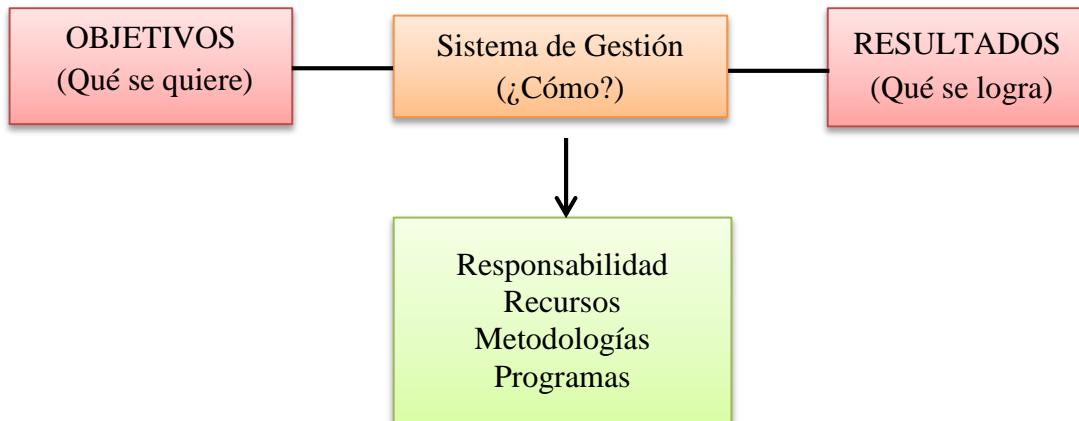 OBJETIVOS
(Qué se quiere)
Sistema de Gestión
(¿Cómo?)
RESULTADOS
(Qué se logra)
Responsabilidad
Recursos
Metodologías
Programas